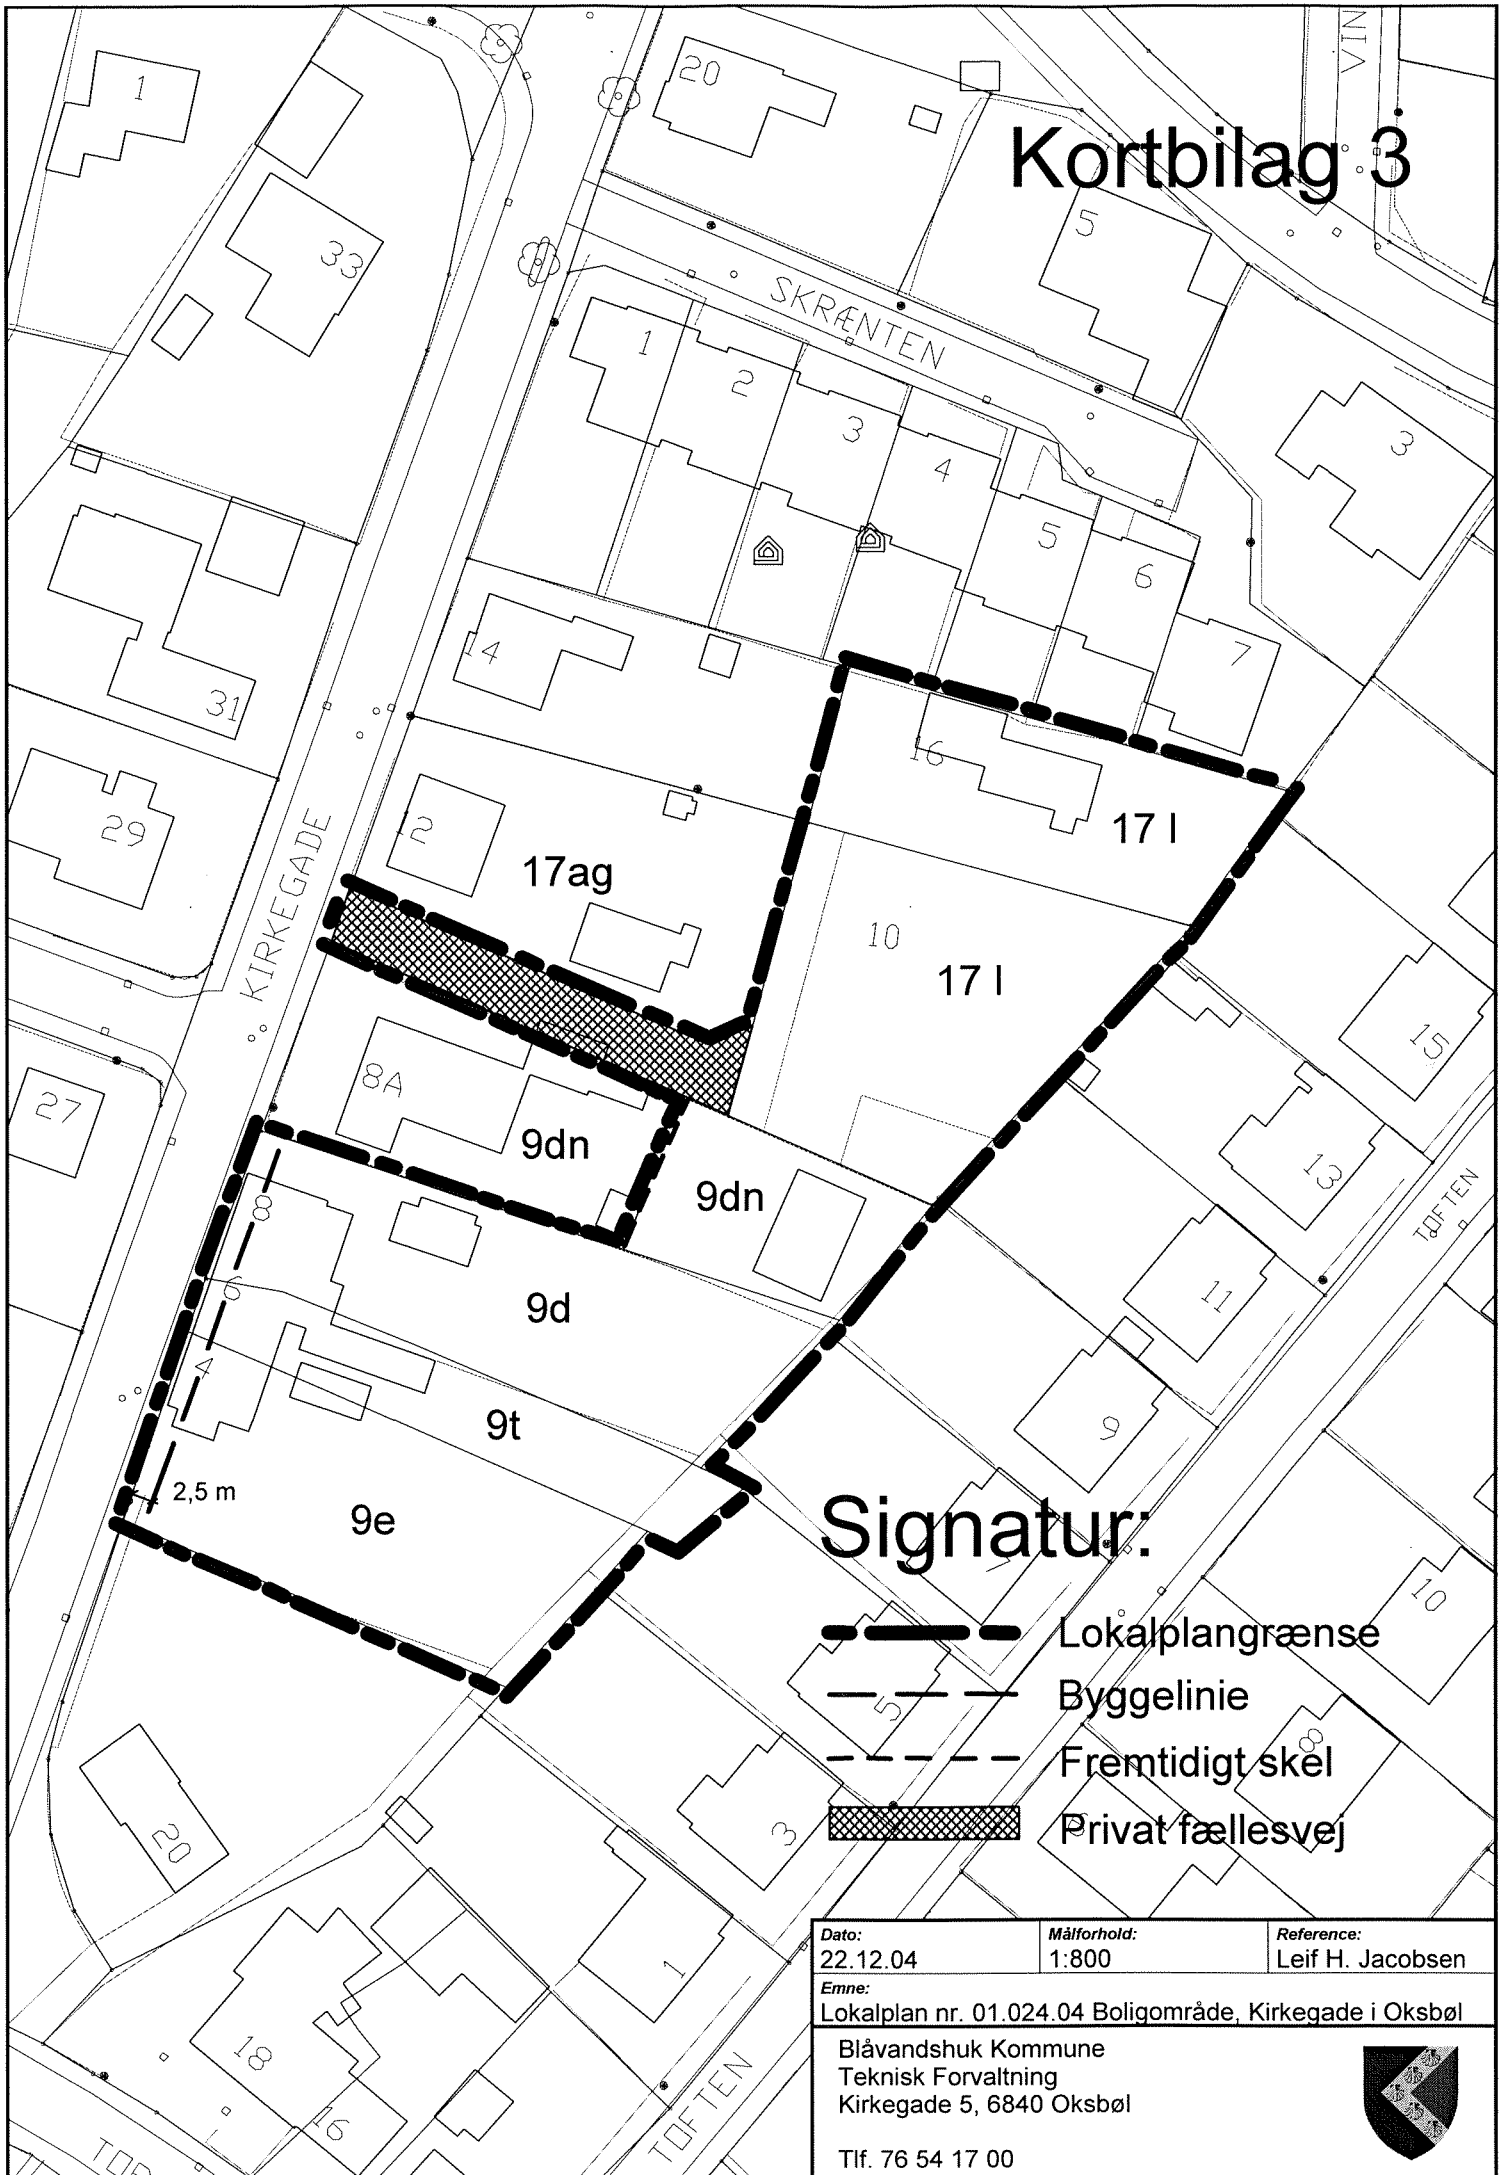 VIN
1
20
Kortbilag 3
5
33
SKRÆNTEN
1
2
3
3
4
5
6
14
7
31
16
29
12
17 l
KIRKEGADE
17ag
10
17 l
15
8A
27
9dn
13
9dn
TOFTEN
8
6
11
9d
4
9
9t
2,5 m
9e
Signatur:
7
10
Lokalplangrænse
5
Byggelinie
8
Fremtidigt skel
3
6
Privat fællesvej
20
1
18
16
TOFTEN
Dato:
22.12.04
Målforhold:
1:800
Reference:
Leif H. Jacobsen
Emne:
Lokalplan nr. 01.024.04 Boligområde, Kirkegade i Oksbøl
Blåvandshuk Kommune
Teknisk Forvaltning
Kirkegade 5, 6840 Oksbøl
Tlf. 76 54 17 00